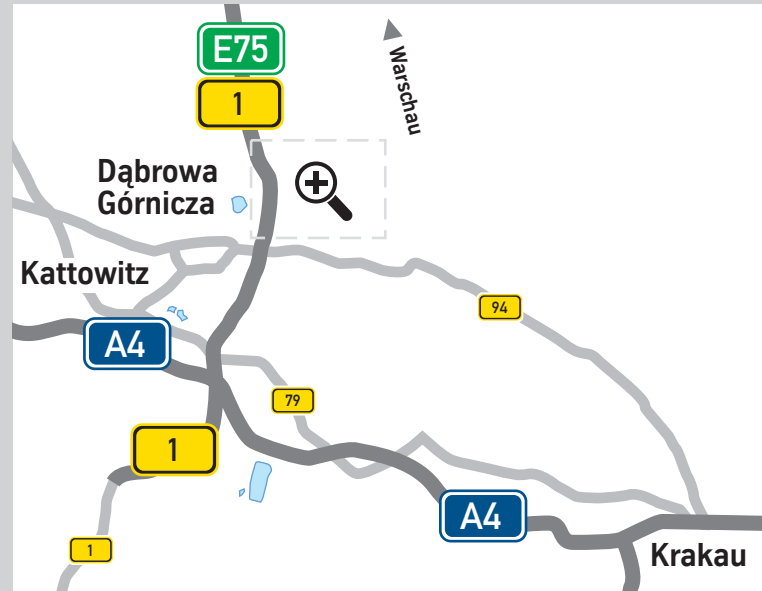 E75
1
Warschau
Dąbrowa
Górnicza
Kattowitz
94
A4
79
1
A4
1
Krakau